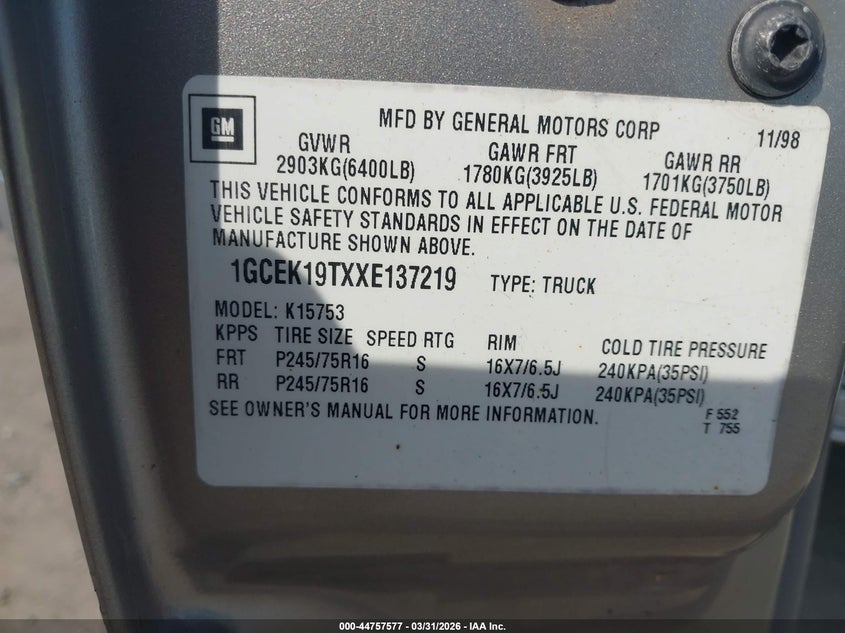 GM
MFD BY GENERAL MOTORS CORP 11/98
GVWR GAWR FRT GAWR RR
2903KG(6400LB) 1780KG(3925LB) 1701KG(3750LB)
THIS VEHICLE CONFORMS TO ALL APPLICABLE U.S. FEDERAL MOTOR
VEHICLE SAFETY STANDARDS IN EFFECT ON THE DATE OF
MANUFACTURE SHOWN ABOVE.
1GCEK19TXXE137219 TYPE: TRUCK
MODEL: K15753
KPPS TIRE SIZE SPEED RTG RIM COLD TIRE PRESSURE
FRT P245/75R16 S 16X7/6.5J 240KPA(35PSI)
RR P245/75R16 S 16X7/6.5J 240KPA(35PSI)
SEE OWNER'S MANUAL FOR MORE INFORMATION.
F 552
T 755
000-44757577 — 03/31/2026 - IAA Inc.